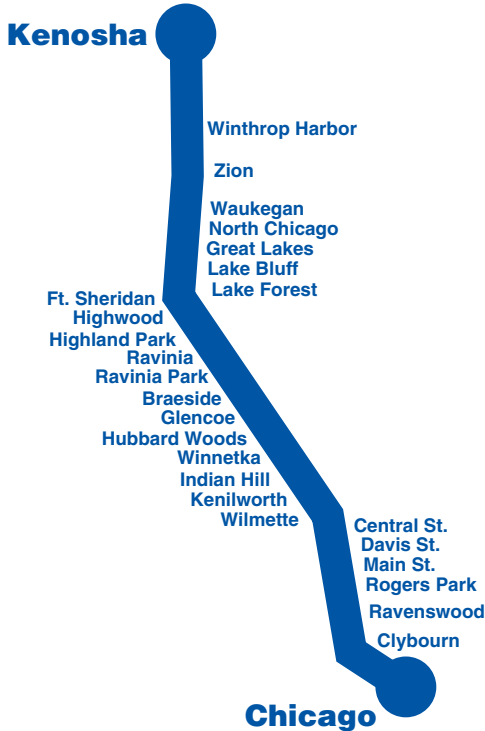 Kenosha
Winthrop Harbor
Zion
Waukegan
North Chicago
Great Lakes
Lake Bluff
Lake Forest
Ft. Sheridan
Highwood
Highland Park
Ravinia
Ravinia Park
Braeside
Glencoe
Hubbard Woods
Winnetka
Indian Hill
Kenilworth
Wilmette
Central St.
Davis St.
Main St.
Rogers Park
Ravenswood
Clybourn
Chicago